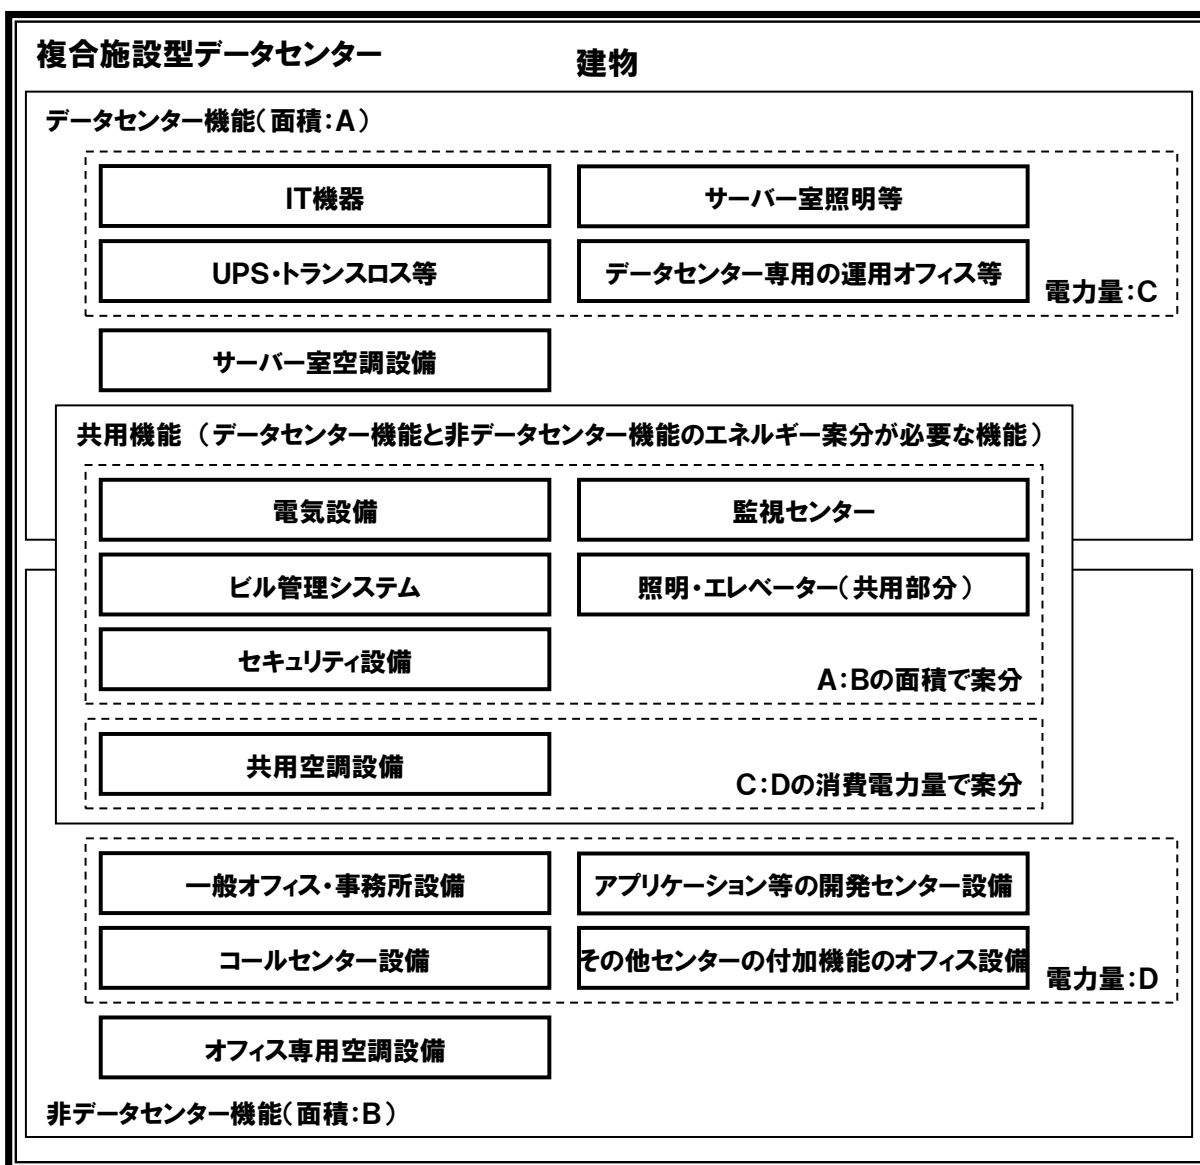 複合施設型データセンター
建物
データセンター機能(面積:A)
IT機器
サーバー室照明等
UPS・トランスロス等
データセンター専用の運用オフィス等
電力量:C
サーバー室空調設備
共用機能 (データセンター機能と非データセンター機能のエネルギー案分が必要な機能)
電気設備
監視センター
ビル管理システム
照明・エレベーター(共用部分)
セキュリティ設備
A:Bの面積で案分
共用空調設備
C:Dの消費電力量で案分
一般オフィス・事務所設備
アプリケーション等の開発センター設備
コールセンター設備
その他センターの付加機能のオフィス設備
電力量:D
オフィス専用空調設備
非データセンター機能(面積:B)